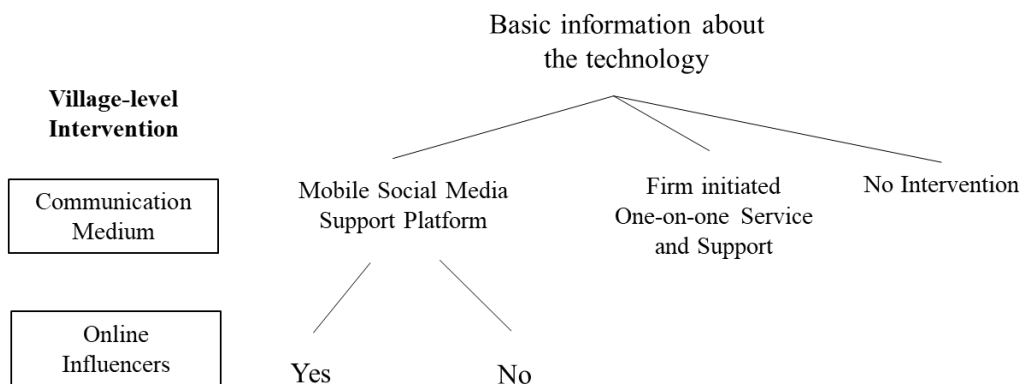 Basic information about
the technology
Village-level
Intervention
Communication
Medium
Mobile Social Media
Support Platform
Firm initiated
One-on-one Service
and Support
No Intervention
Online
Influencers
Yes
No